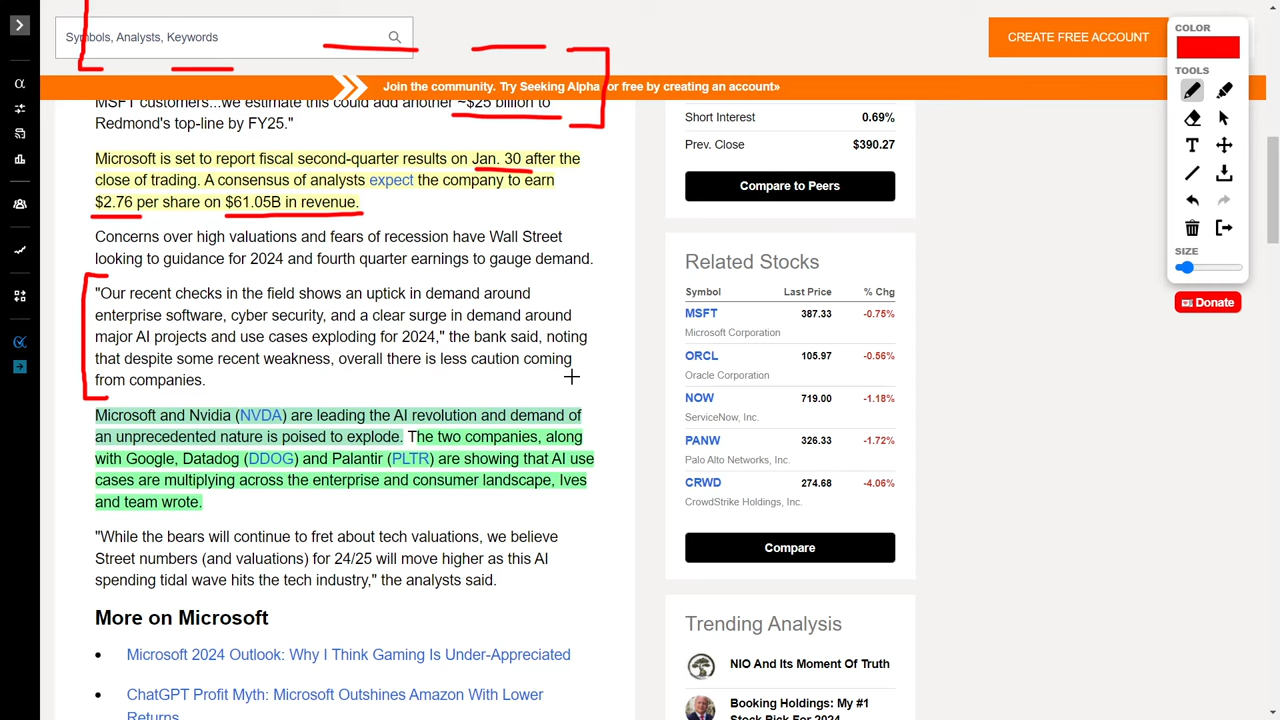 Symbols, Analysts, Keywords
CREATE FREE ACCOUNT
COLOR
TOOLS
SIZE
Donate
Join the community. Try Seeking Alpha for free by creating an account»
MSFT customers...we estimate this could add another ~$25 billion to
Redmond's top-line by FY25."
Microsoft is set to report fiscal second-quarter results on Jan. 30 after the
close of trading. A consensus of analysts expect the company to earn
$2.76 per share on $61.05B in revenue.
Concerns over high valuations and fears of recession have Wall Street
looking to guidance for 2024 and fourth quarter earnings to gauge demand.
"Our recent checks in the field shows an uptick in demand around
enterprise software, cyber security, and a clear surge in demand around
major AI projects and use cases exploding for 2024," the bank said, noting
that despite some recent weakness, overall there is less caution coming
from companies.
Microsoft and Nvidia (NVDA) are leading the AI revolution and demand of
an unprecedented nature is poised to explode. The two companies, along
with Google, Datadog (DDOG) and Palantir (PLTR) are showing that AI use
cases are multiplying across the enterprise and consumer landscape, Ives
and team wrote.
"While the bears will continue to fret about tech valuations, we believe
Street numbers (and valuations) for 24/25 will move higher as this AI
spending tidal wave hits the tech industry," the analysts said.
More on Microsoft
• Microsoft 2024 Outlook: Why I Think Gaming Is Under-Appreciated
• ChatGPT Profit Myth: Microsoft Outshines Amazon With Lower
Returns
Short Interest 0.69%
Prev. Close $390.27
Compare to Peers
Related Stocks
Symbol Last Price % Chg
MSFT 387.33 -0.75%
Microsoft Corporation
ORCL 105.97 -0.56%
Oracle Corporation
NOW 719.00 -1.18%
ServiceNow, Inc.
PANW 326.33 -1.72%
Palo Alto Networks, Inc.
CRWD 274.68 -4.06%
CrowdStrike Holdings, Inc.
Compare
Trending Analysis
NIO And Its Moment Of Truth
Booking Holdings: My #1
Stock Pick For 2024